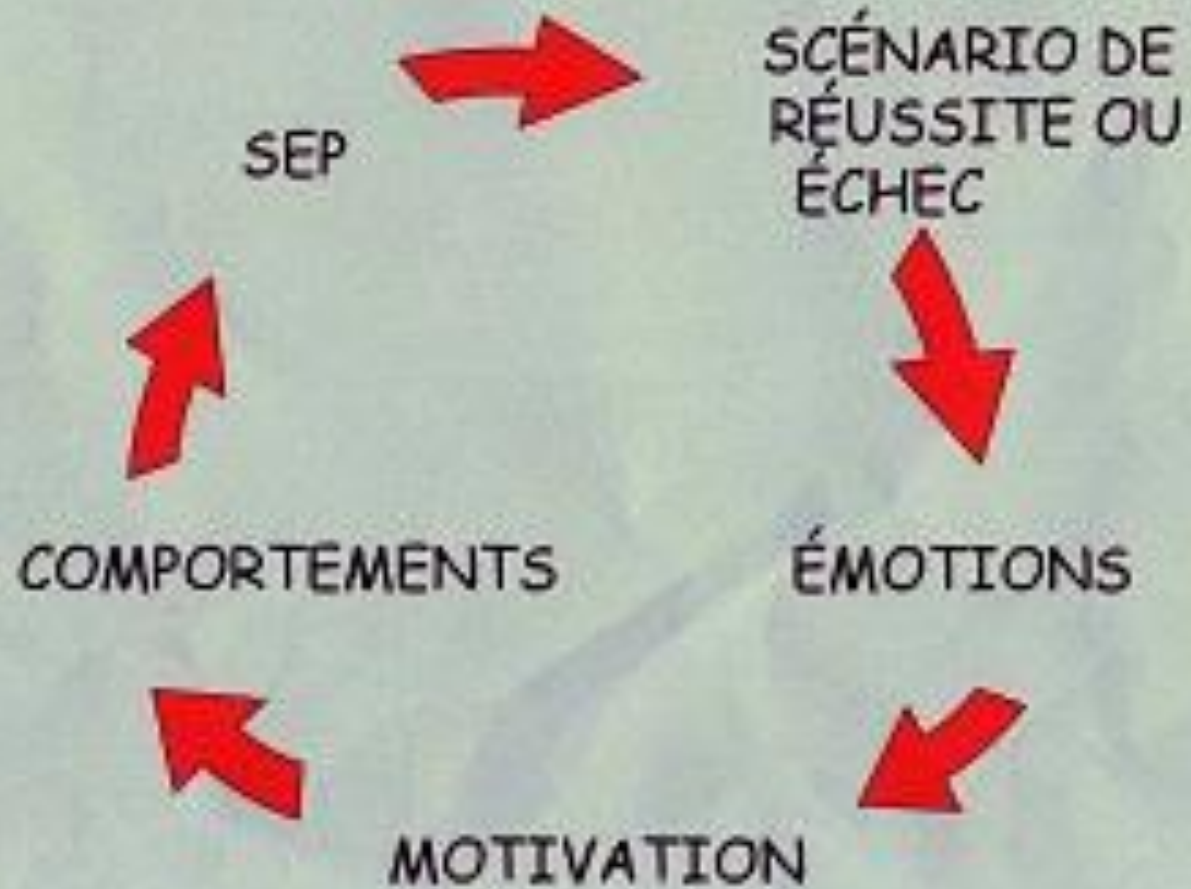 SEP
SCÉNARIO DE
RÉUSSITE OU
ÉCHEC
ÉMOTIONS
MOTIVATION
COMPORTEMENTS